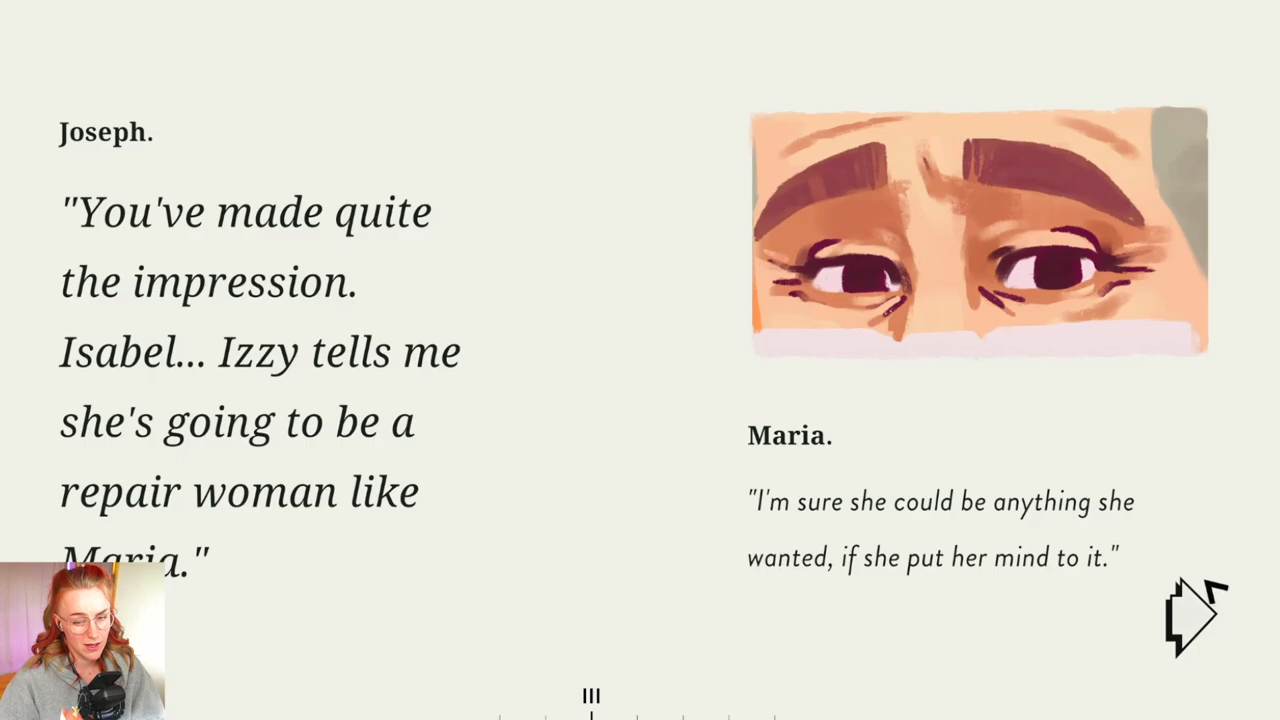 Joseph.
"You've made quite
the impression.
Isabel... Izzy tells me
she's going to be a
repair woman like
Maria."
Maria.
"I'm sure she could be anything she
wanted, if she put her mind to it."
III